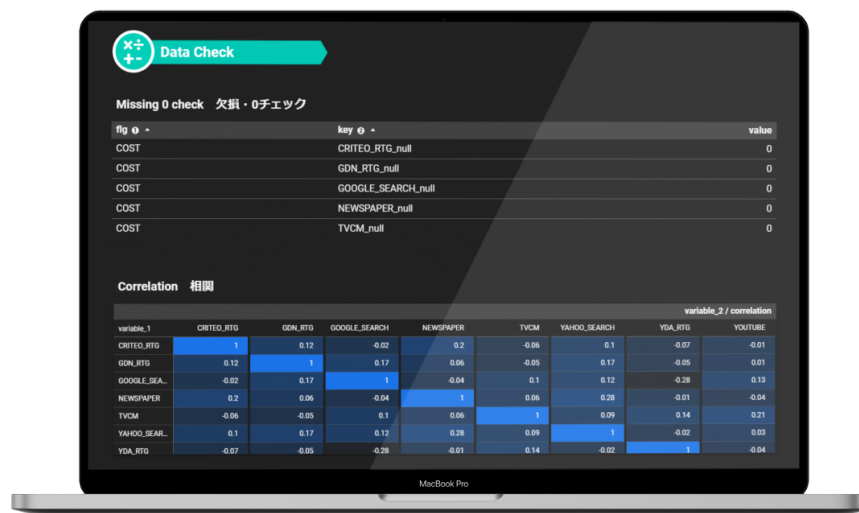 Data Check
Missing 0 check 欠損・0チェック
flg key value
COST CRITEO_RTG_null 0
COST GDN_RTG_null 0
COST GOOGLE_SEARCH_null 0
COST NEWSPAPER_null 0
COST TVCM_null 0
Correlation 相関
variable_2 / correlation
variable_1 CRITEO_RTG GDN_RTG GOOGLE_SEARCH NEWSPAPER TVCM YAHOO_SEARCH YDA_RTG YOUTUBE
CRITEO_RTG 1 0.12 -0.02 0.2 -0.06 0.1 -0.07 -0.01
GDN_RTG 0.12 1 0.17 0.06 -0.05 0.17 -0.05 0.01
GOOGLE_SEA... -0.02 0.17 1 -0.04 0.1 0.12 -0.28 0.13
NEWSPAPER 0.2 0.06 -0.04 1 0.06 0.28 -0.01 -0.04
TVCM -0.06 -0.05 0.1 0.06 1 0.09 0.14 0.21
YAHOO_SEAR... 0.1 0.17 0.12 0.28 0.09 1 -0.02 0.03
YDA_RTG -0.07 -0.05 -0.28 -0.01 0.14 -0.02 1 -0.04
MacBook Pro